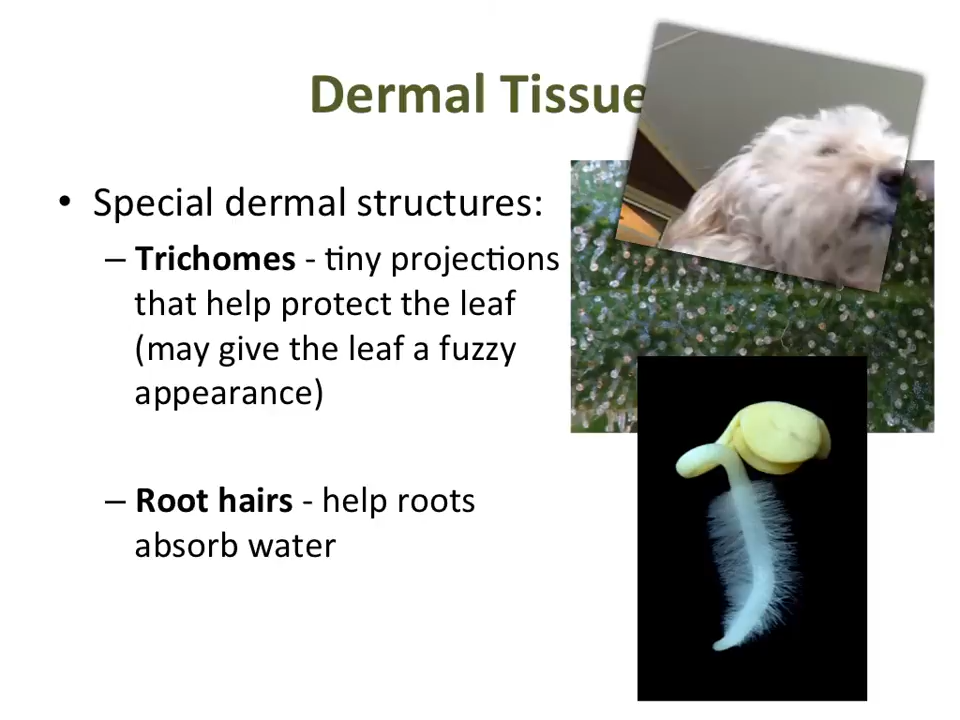 Dermal Tissue
• Special dermal structures:
– Trichomes - tiny projections
that help protect the leaf
(may give the leaf a fuzzy
appearance)
– Root hairs - help roots
absorb water